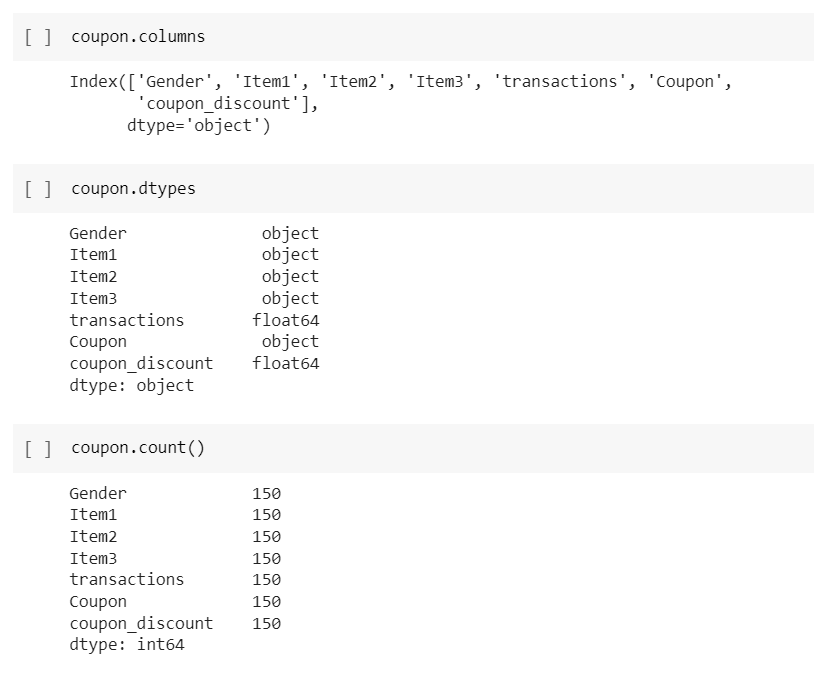 [ ] coupon.columns
Index(['Gender', 'Item1', 'Item2', 'Item3', 'transactions', 'Coupon',
       'coupon_discount'],
      dtype='object')
[ ] coupon.dtypes
Gender              object
Item1               object
Item2               object
Item3               object
transactions       float64
Coupon              object
coupon_discount    float64
dtype: object
[ ] coupon.count()
Gender             150
Item1              150
Item2              150
Item3              150
transactions       150
Coupon             150
coupon_discount    150
dtype: int64